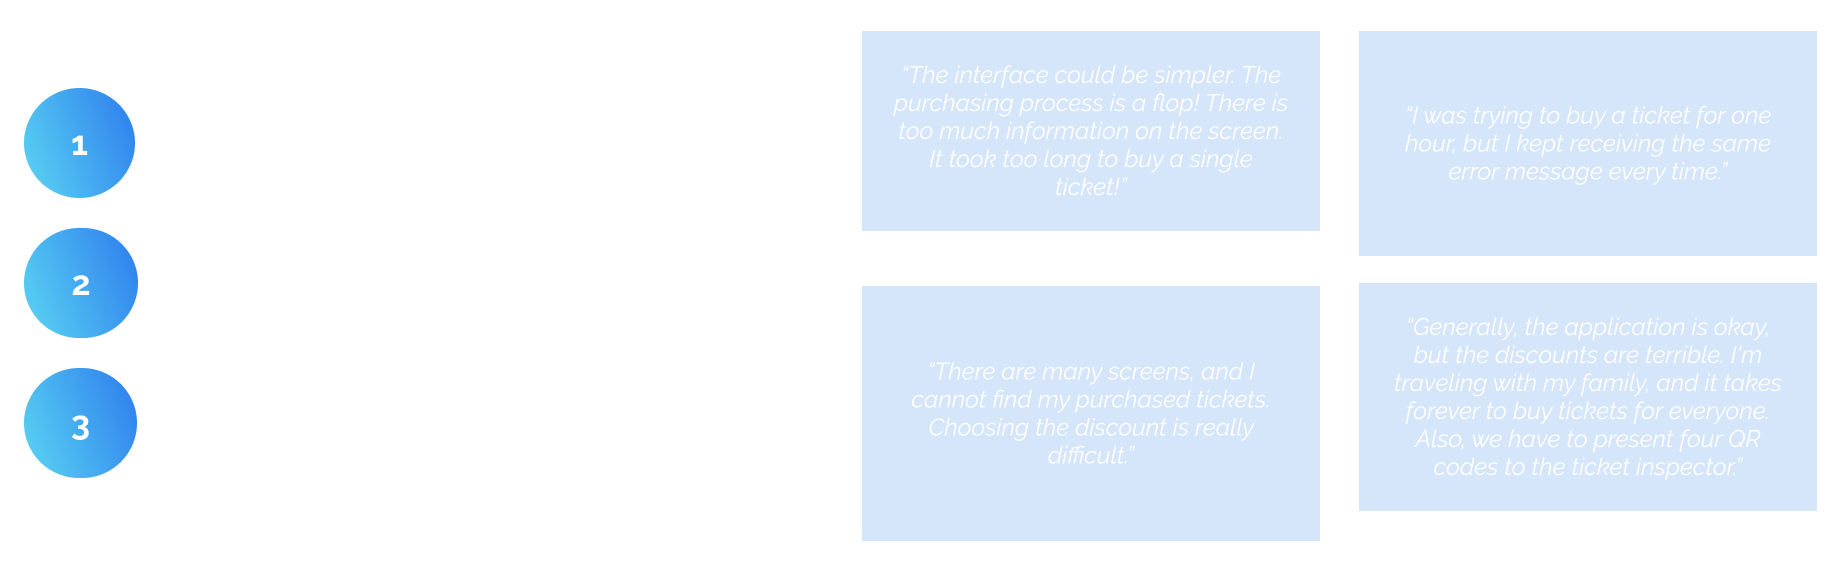 1
2
3
“The interface could be simpler. The
purchasing process is a flop! There is
too much information on the screen.
It took too long to buy a single
ticket!”
“I was trying to buy a ticket for one
hour, but I kept receiving the same
error message every time.”
“There are many screens, and I
cannot find my purchased tickets.
Choosing the discount is really
difficult.”
“Generally, the application is okay,
but the discounts are terrible. I'm
traveling with my family, and it takes
forever to buy tickets for everyone.
Also, we have to present four QR
codes to the ticket inspector.”